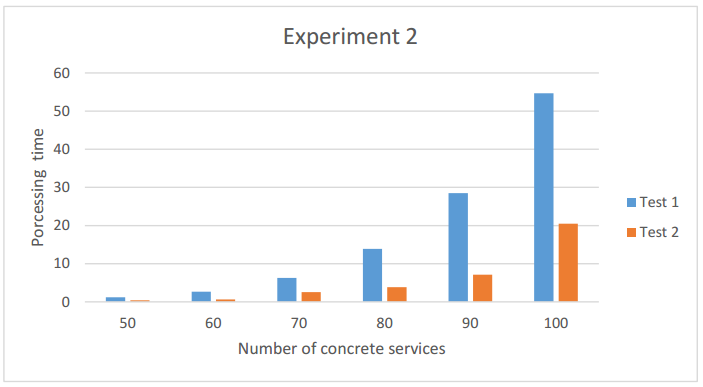 Experiment 2
60
50
40
30
20
10
0
Porcessing time
50 60 70 80 90 100
Number of concrete services
Test 1
Test 2